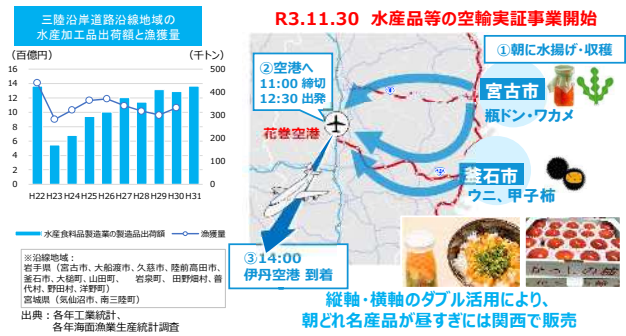 三陸沿岸道路沿線地域の
水産加工品出荷額と漁獲量
(百億円)
(千トン)
16
14
12
10
8
6
4
2
0
500
400
300
200
100
0
H22 H23 H24 H25 H26 H27 H28 H29 H30 H31
水産食料品製造業の製造品出荷額
漁獲量
※沿線地域:
岩手県(宮古市、大船渡市、久慈市、陸前高田市、
釜石市、大槌町、山田町、 岩泉町、 田野畑村、普
代村、野田村、洋野町)
宮城県(気仙沼市、南三陸町)
出典:各年工業統計、
各年海面漁業生産統計調査
R3.11.30 水産品等の空輸実証事業開始
①朝に水揚げ・収穫
②空港へ
11:00 締切
12:30 出発
宮古市
瓶ドン・ワカメ
花巻空港
釜石市
ウニ、甲子柿
③14:00
伊丹空港 到着
縦軸・横軸のダブル活用により、
朝どれ名産品が昼すぎには関西で販売